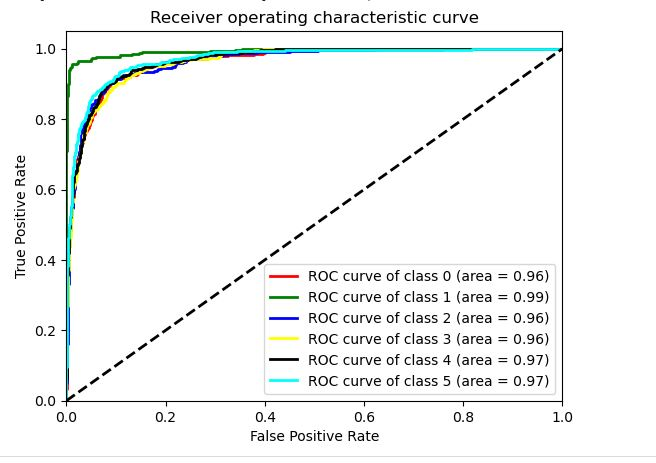 Receiver operating characteristic curve
1.0
0.8
0.6
0.4
0.2
0.0
True Positive Rate
ROC curve of class 0 (area = 0.96)
ROC curve of class 1 (area = 0.99)
ROC curve of class 2 (area = 0.96)
ROC curve of class 3 (area = 0.96)
ROC curve of class 4 (area = 0.97)
ROC curve of class 5 (area = 0.97)
0.0 0.2 0.4 0.6 0.8 1.0
False Positive Rate